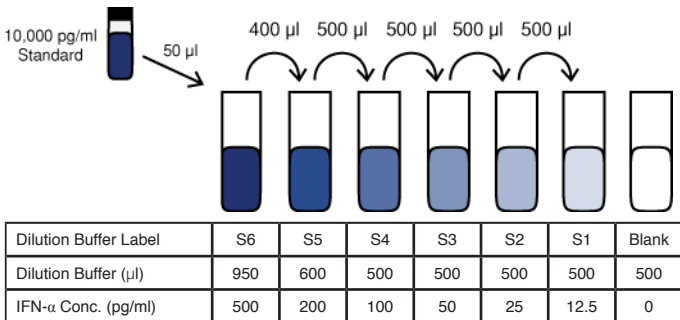 10,000 pg/ml
Standard
50 µl
400 µl 500 µl 500 µl 500 µl 500 µl
Dilution Buffer Label S6 S5 S4 S3 S2 S1 Blank
Dilution Buffer (µl) 950 600 500 500 500 500 500
IFN-α Conc. (pg/ml) 500 200 100 50 25 12.5 0